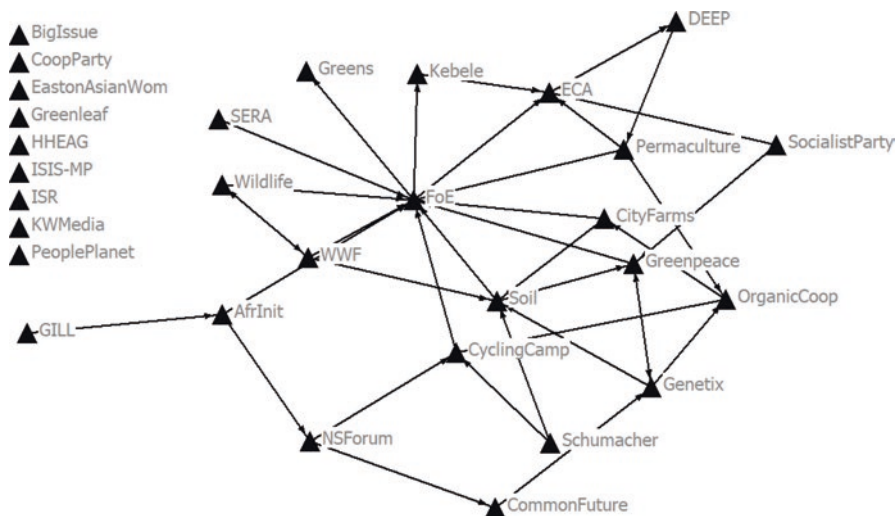 BigIssue
CoopParty
EastonAsianWom
Greenleaf
HHEAG
ISIS-MP
ISR
KWMedia
PeoplePlanet
DEEP
Greens
Kebele
ECA
SERA
Permaculture
SocialistParty
Wildlife
FoE
CityFarms
WWF
Greenpeace
Soil
OrganicCoop
AfrInit
GILL
CyclingCamp
Genetix
NSForum
Schumacher
CommonFuture